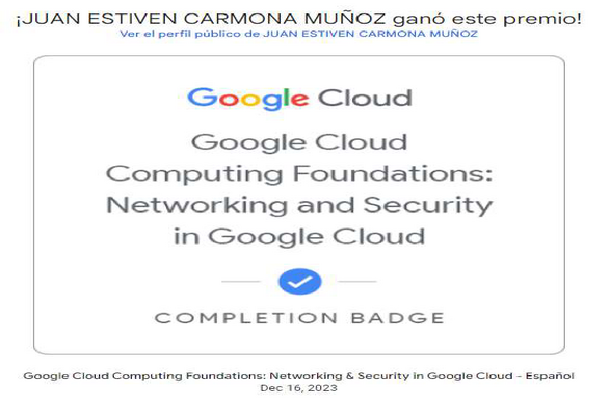 ¡JUAN ESTIVEN CARMONA MUÑOZ ganó este premio!
Ver el perfil público de JUAN ESTIVEN CARMONA MUÑOZ
Google Cloud
Google Cloud
Computing Foundations:
Networking and Security
in Google Cloud
COMPLETION BADGE
Google Cloud Computing Foundations: Networking & Security in Google Cloud - Español
Dec 16, 2023